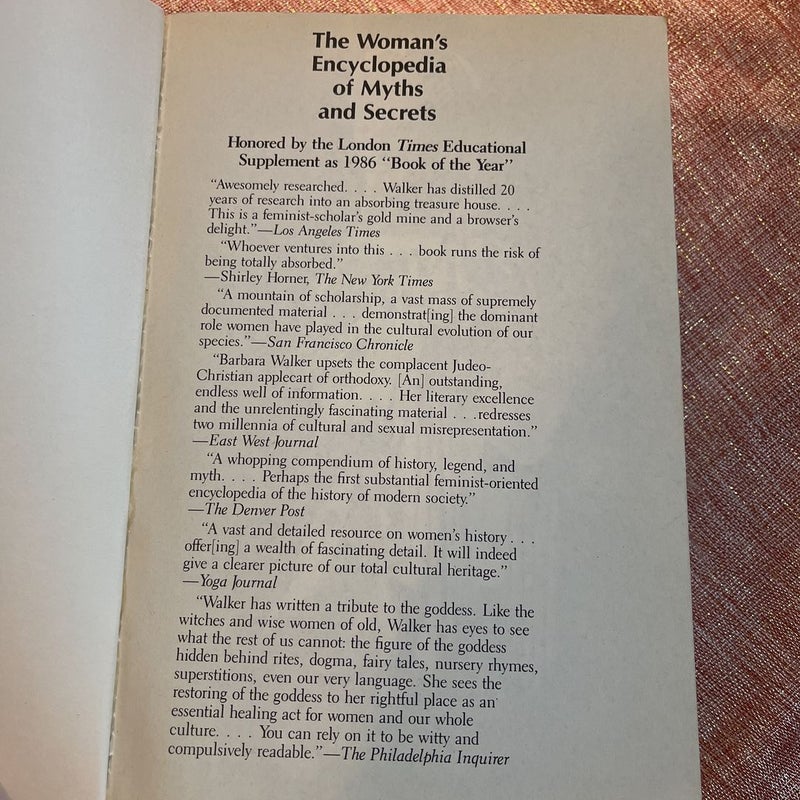 The Woman's
Encyclopedia
of Myths
and Secrets
Honored by the London Times Educational
Supplement as 1986 "Book of the Year"
"Awesomely researched. . . . Walker has distilled 20
years of research into an absorbing treasure house. . . .
This is a feminist-scholar's gold mine and a browser's
delight."—Los Angeles Times
"Whoever ventures into this . . . book runs the risk of
being totally absorbed."
—Shirley Horner, The New York Times
"A mountain of scholarship, a vast mass of supremely
documented material . . . demonstrat[ing] the dominant
role women have played in the cultural evolution of our
species."—San Francisco Chronicle
"Barbara Walker upsets the complacent Judeo-
Christian applecart of orthodoxy. [An] outstanding,
endless well of information. . . . Her literary excellence
and the unrelentingly fascinating material . . .redresses
two millennia of cultural and sexual misrepresentation."
—East West Journal
"A whopping compendium of history, legend, and
myth. . . . Perhaps the first substantial feminist-oriented
encyclopedia of the history of modern society."
—The Denver Post
"A vast and detailed resource on women's history . . .
offer[ing] a wealth of fascinating detail. It will indeed
give a clearer picture of our total cultural heritage."
—Yoga Journal
"Walker has written a tribute to the goddess. Like the
witches and wise women of old, Walker has eyes to see
what the rest of us cannot: the figure of the goddess
hidden behind rites, dogma, fairy tales, nursery rhymes,
superstitions, even our very language. She sees the
restoring of the goddess to her rightful place as an
essential healing act for women and our whole
culture. . . . You can rely on it to be witty and
compulsively readable."—The Philadelphia Inquirer